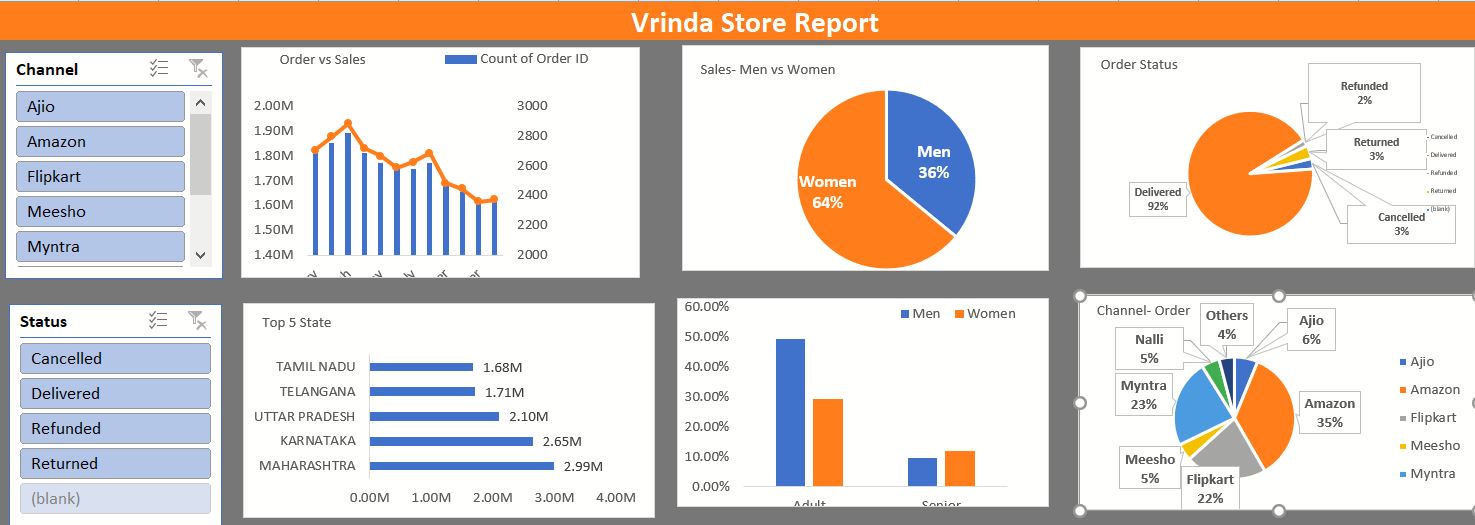 Vrinda Store Report
Channel
Ajio
Amazon
Flipkart
Meesho
Myntra
Order vs Sales
Count of Order ID
2.00M
1.90M
1.80M
1.70M
1.60M
1.50M
1.40M
3000
2800
2600
2400
2200
2000
Sales- Men vs Women
Men
36%
Women
64%
Order Status
Refunded
2%
Returned
3%
Delivered
92%
Cancelled
3%
Cancelled
Delivered
Refunded
Returned
(blank)
Status
Cancelled
Delivered
Refunded
Returned
(blank)
Top 5 State
TAMIL NADU
1.68M
TELANGANA
1.71M
UTTAR PRADESH
2.10M
KARNATAKA
2.65M
MAHARASHTRA
2.99M
0.00M 1.00M 2.00M 3.00M 4.00M
Men Women
60.00%
50.00%
40.00%
30.00%
20.00%
10.00%
0.00%
Adult Senior
Channel- Order
Others
4%
Ajio
6%
Nalli
5%
Myntra
23%
Amazon
35%
Meesho
5%
Flipkart
22%
Ajio
Amazon
Flipkart
Meesho
Myntra